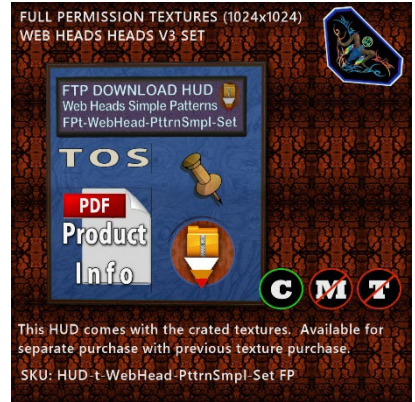 FULL PERMISSION TEXTURES (1024x1024)
WEB HEADS HEADS V3 SET
FTP DOWNLOAD HUD
Web Heads Simple Patterns
FPt-WebHead-PttrnSmpl-Set
TOS
PDF
Product
Info
C M T
This HUD comes with the crated textures.  Available for
separate purchase with previous texture purchase.
SKU: HUD-t-WebHead-PttrnSmpl-Set FP